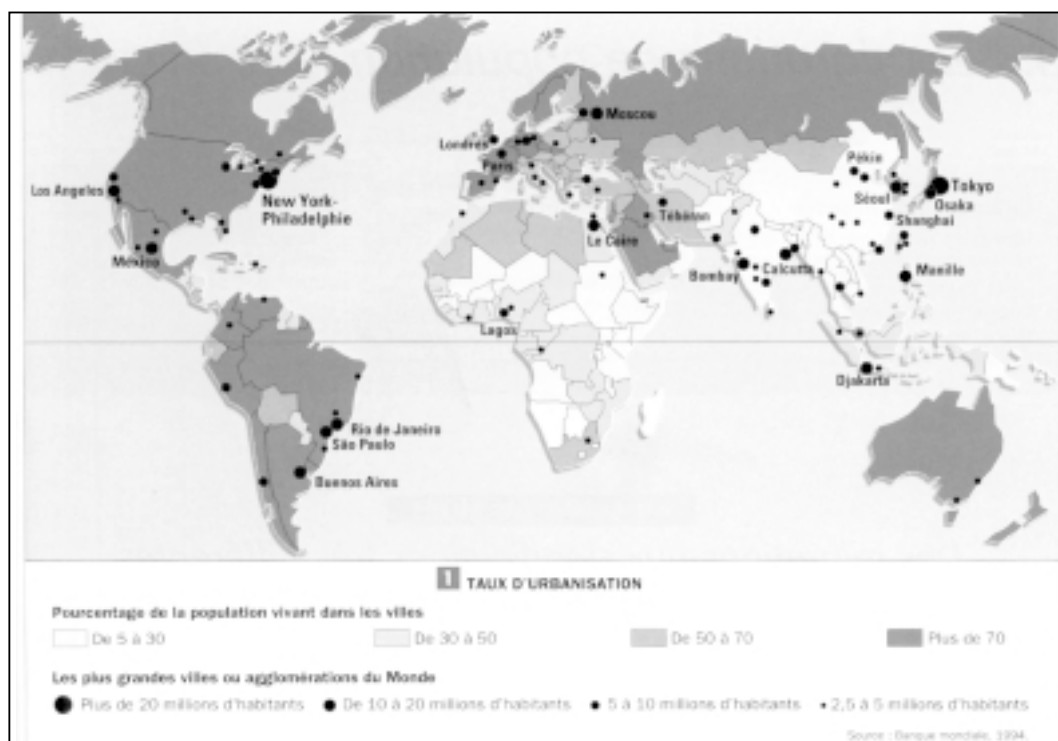 Moscou
Londres
Paris
Pékin
Los Angeles
New York-
Philadelphie
Séoul
Tokyo
Osaka
Shanghai
Téhéran
Le Caire
México
Bombay
Calcutta
Manille
Lagos
Djakarta
Rio de Janeiro
São Paulo
Buenos Aires
1 TAUX D'URBANISATION
Pourcentage de la population vivant dans les villes
De 5 à 30
De 30 à 50
De 50 à 70
Plus de 70
Les plus grandes villes ou agglomérations du Monde
Plus de 20 millions d'habitants
De 10 à 20 millions d'habitants
5 à 10 millions d'habitants
2,5 à 5 millions d'habitants
Source : Banque mondiale, 1994.